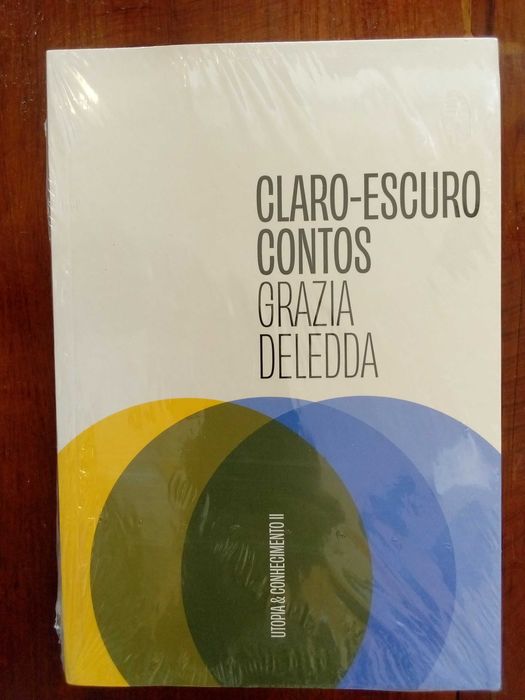 CLARO-ESCURO
CONTOS
GRAZIA
DELEDDA
UTOPIA & CONHECIMENTO II